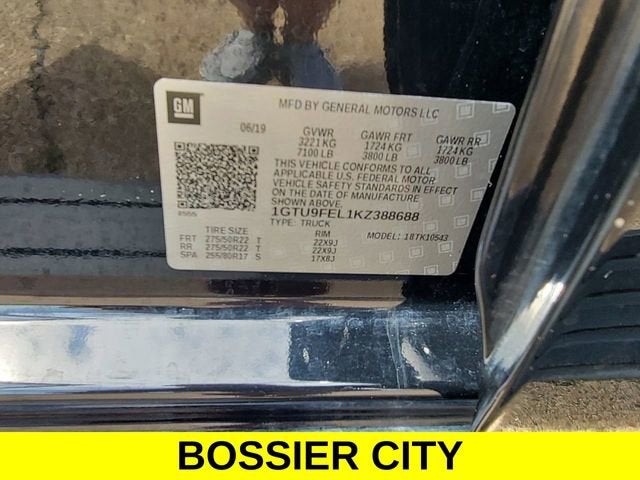 GM
MFD BY GENERAL MOTORS LLC
06/19 GVWR GAWR FRT GAWR RR
3221 KG 1724 KG 1724 KG
7100 LB 3800 LB 3800 LB
THIS VEHICLE CONFORMS TO ALL
APPLICABLE U.S. FEDERAL MOTOR
VEHICLE SAFETY STANDARDS IN EFFECT
ON THE DATE OF MANUFACTURE
SHOWN ABOVE.
1GTU9FEL1KZ388688
TYPE: TRUCK
MODEL: 18TK10543
TIRE SIZE RIM
FRT 275/50R22 T 22X9J
RR 275/50R22 T 22X9J
SPA 255/80R17 S 17X8J
BOSSIER CITY